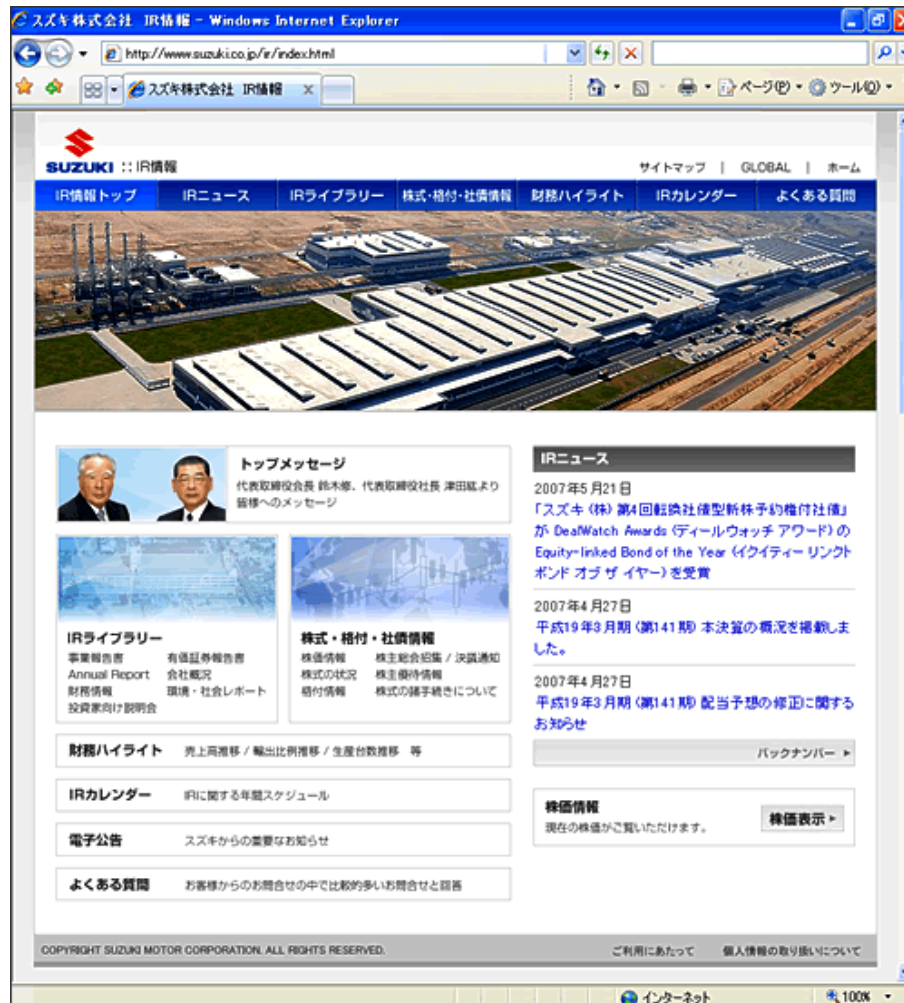 スズキ株式会社 IR情報 - Windows Internet Explorer
http://www.suzuki.co.jp/ir/index.html
スズキ株式会社 IR情報
ページ(P)
ツール(O)
SUZUKI :: IR情報
サイトマップ | GLOBAL | ホーム
IR情報トップ IRニュース IRライブラリー 株式・格付・社債情報 財務ハイライト IRカレンダー よくある質問
トップメッセージ
代表取締役会長 鈴木修、代表取締役社長 津田紘より
皆様へのメッセージ
IRライブラリー
事業報告書 有価証券報告書
Annual Report 会社概況
財務情報 環境・社会レポート
投資家向け説明会
株式・格付・社債情報
株価情報 株主総会招集 / 決議通知
株式の状況 株主優待情報
格付情報 株式の諸手続きについて
財務ハイライト 売上高推移 / 輸出比例推移 / 生産台数推移 等
IRカレンダー IRに関する年間スケジュール
電子公告 スズキからの重要なお知らせ
よくある質問 お客様からのお問合せの中で比較的多いお問合せと回答
IRニュース
2007年5月21日
「スズキ(株) 第4回転換社債型新株予約権付社債」
が DealWatch Awards (ディールウォッチ アワード) の
Equity-linked Bond of the Year (イクイティー リンクト
ボンド オブ ザ イヤー) を受賞
2007年4月27日
平成19年3月期 (第141期) 本決算の概況を掲載しま
した。
2007年4月27日
平成19年3月期 (第141期) 配当予想の修正に関する
お知らせ
バックナンバー
株価情報
現在の株価がご覧いただけます。
株価表示
COPYRIGHT SUZUKI MOTOR CORPORATION. ALL RIGHTS RESERVED.
ご利用にあたって 個人情報の取り扱いについて
インターネット
100%